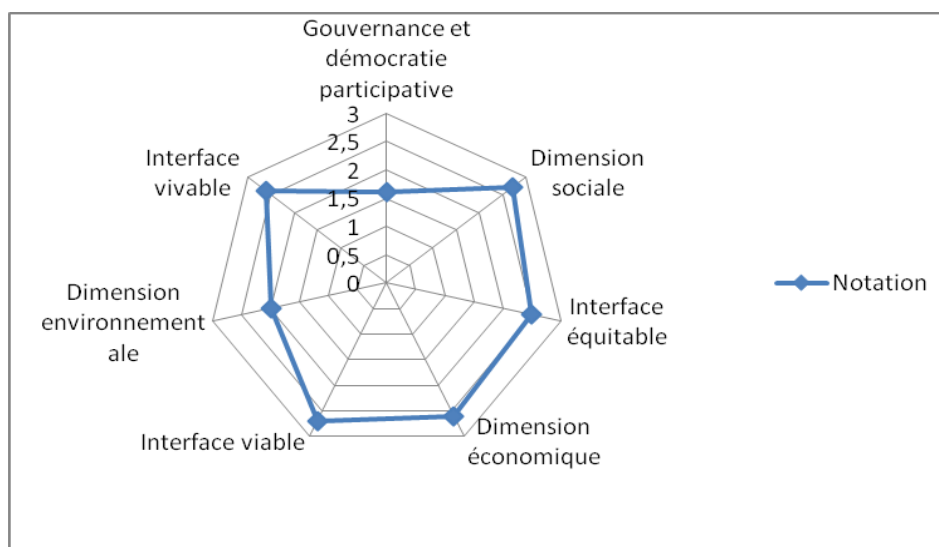 Gouvernance et
démocratie
participative
3
2,5
2
1,5
1
0,5
0
Dimension
sociale
Interface
équitable
Dimension
économique
Interface viable
Dimension
environnement
ale
Interface
vivable
Notation